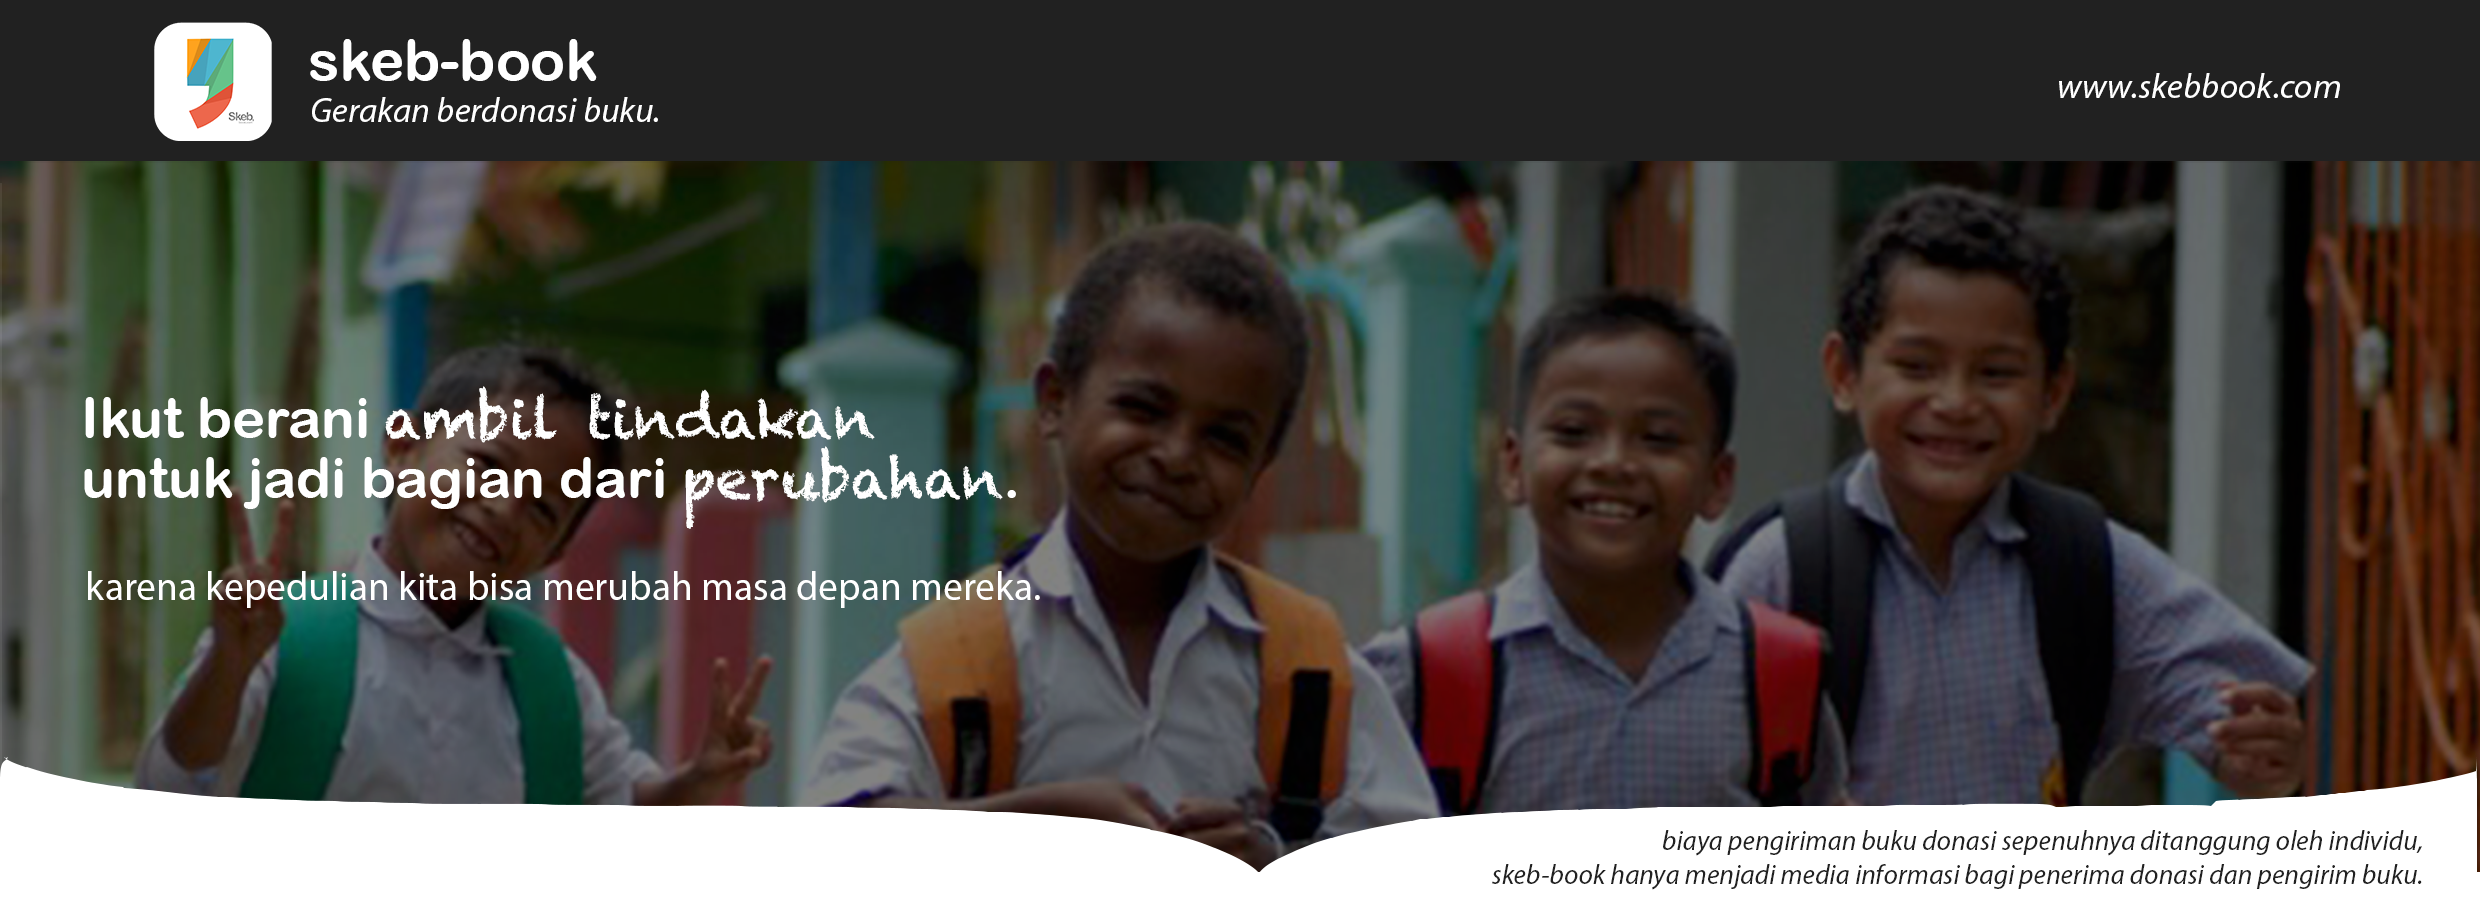 Skeb.
skeb-book
Gerakan berdonasi buku.
www.skebbook.com
Ikut berani ambil tindakan
untuk jadi bagian dari perubahan.
karena kepedulian kita bisa merubah masa depan mereka.
biaya pengiriman buku donasi sepenuhnya ditanggung oleh individu,
skeb-book hanya menjadi media informasi bagi penerima donasi dan pengirim buku.